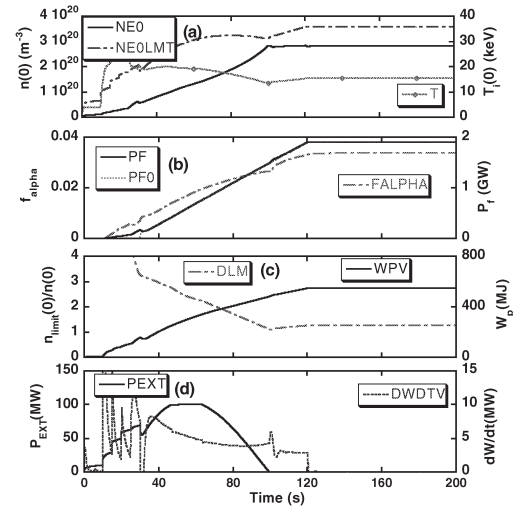 4 10^20
3 10^20
2 10^20
1 10^20
0
n(0) (m^-3)
NE0
NE0LMT
(a)
T
40
30
20
10
0
T_i(0) (keV)
0.04
0.02
0
f_alpha
PF
PF0
(b)
FALPHA
2
1
0
P_f (GW)
4
3
2
1
0
n_limit(0)/n(0)
DLM
(c)
WPV
800
400
0
W_p(MJ)
150
100
50
0
P_EXT(MW)
PEXT
(d)
DWDTV
15
10
5
0
dW/dt(MW)
0 40 80 120 160 200
Time (s)